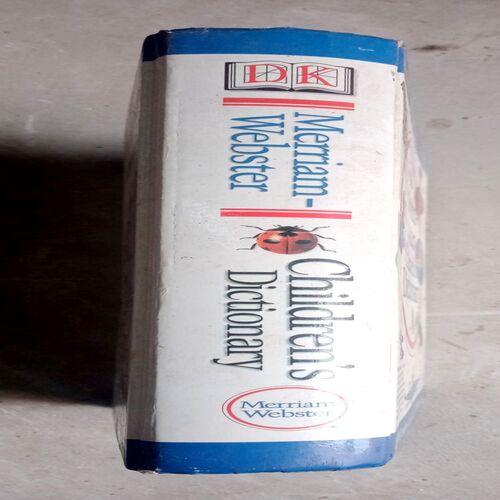 DK
Merriam-
Webster
Children's
Dictionary
Merriam
Webster